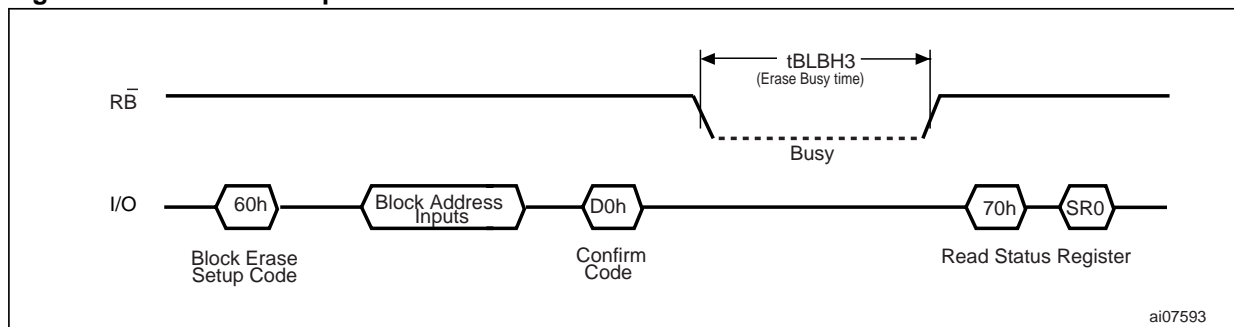 tBLBH3
(Erase Busy time)
RB̅
Busy
I/O
60h
Block Address
Inputs
D0h
70h
SR0
Block Erase
Setup Code
Confirm
Code
Read Status Register
ai07593